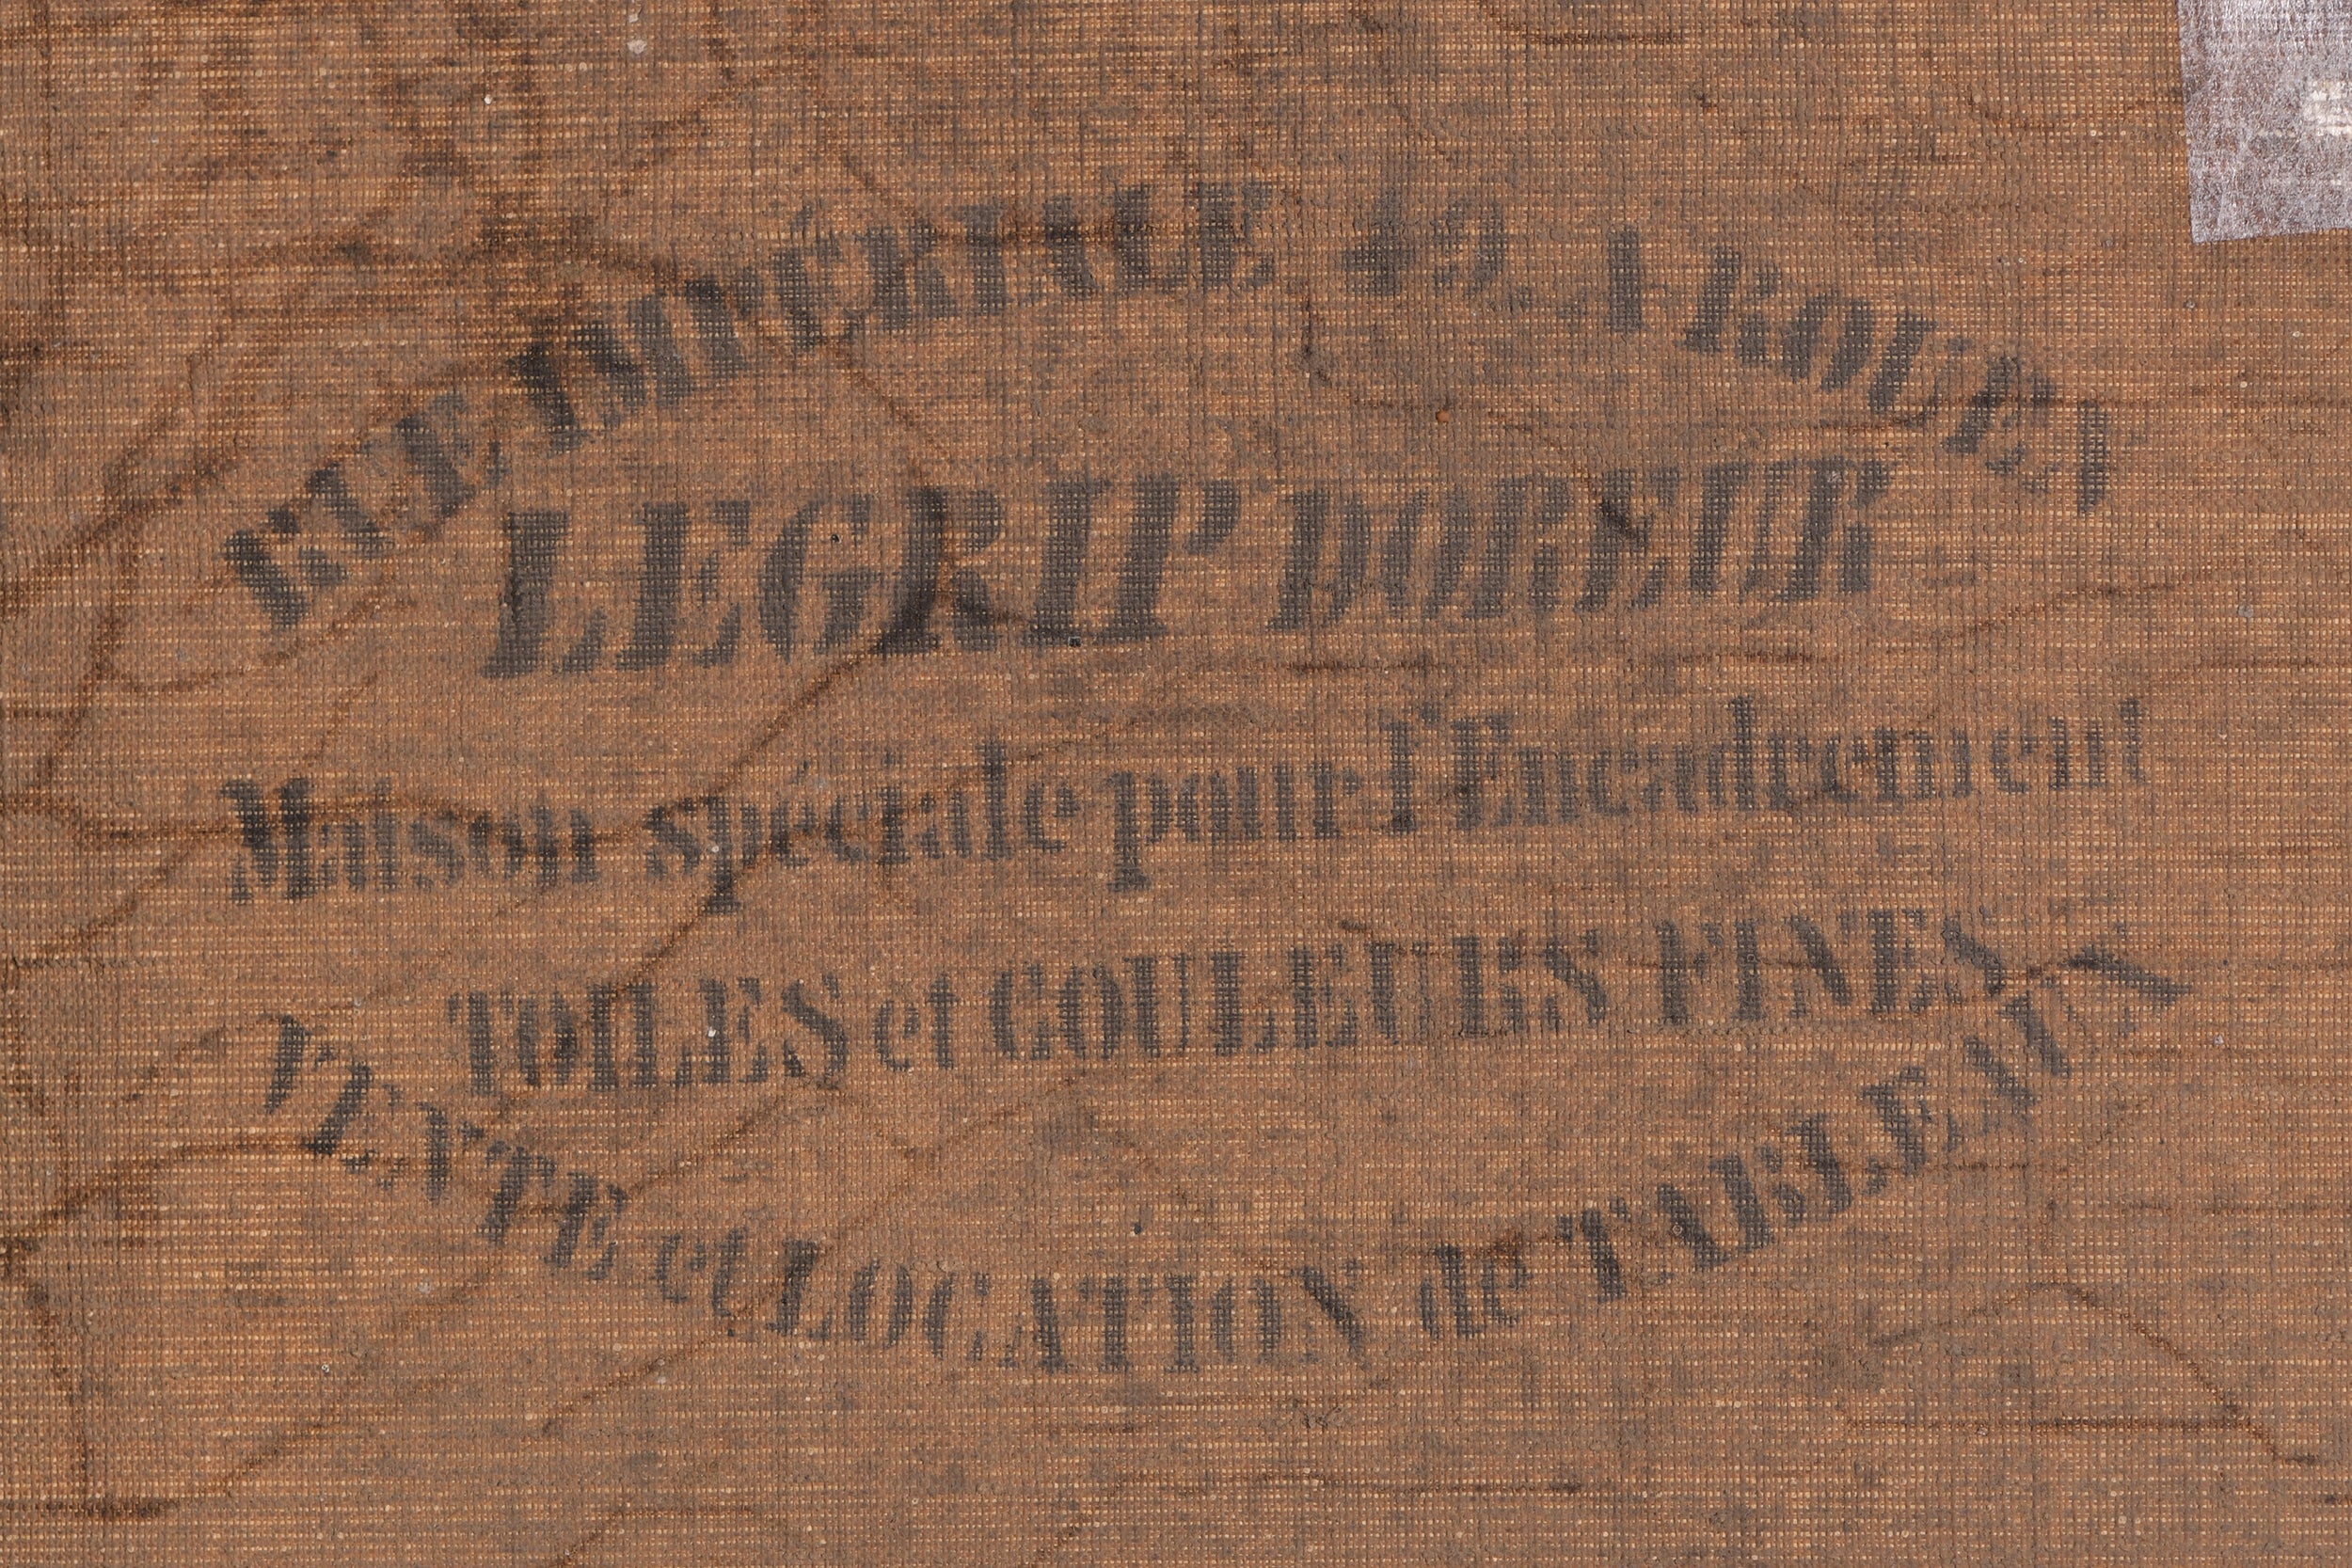 RUE IMPÉRIALE 49 A ROUEN
LEGRIP DOREUR
Maison spéciale pour l'Encadrement
TOILES et COULEURS FINES
VENTE et LOCATION de TABLEAUX